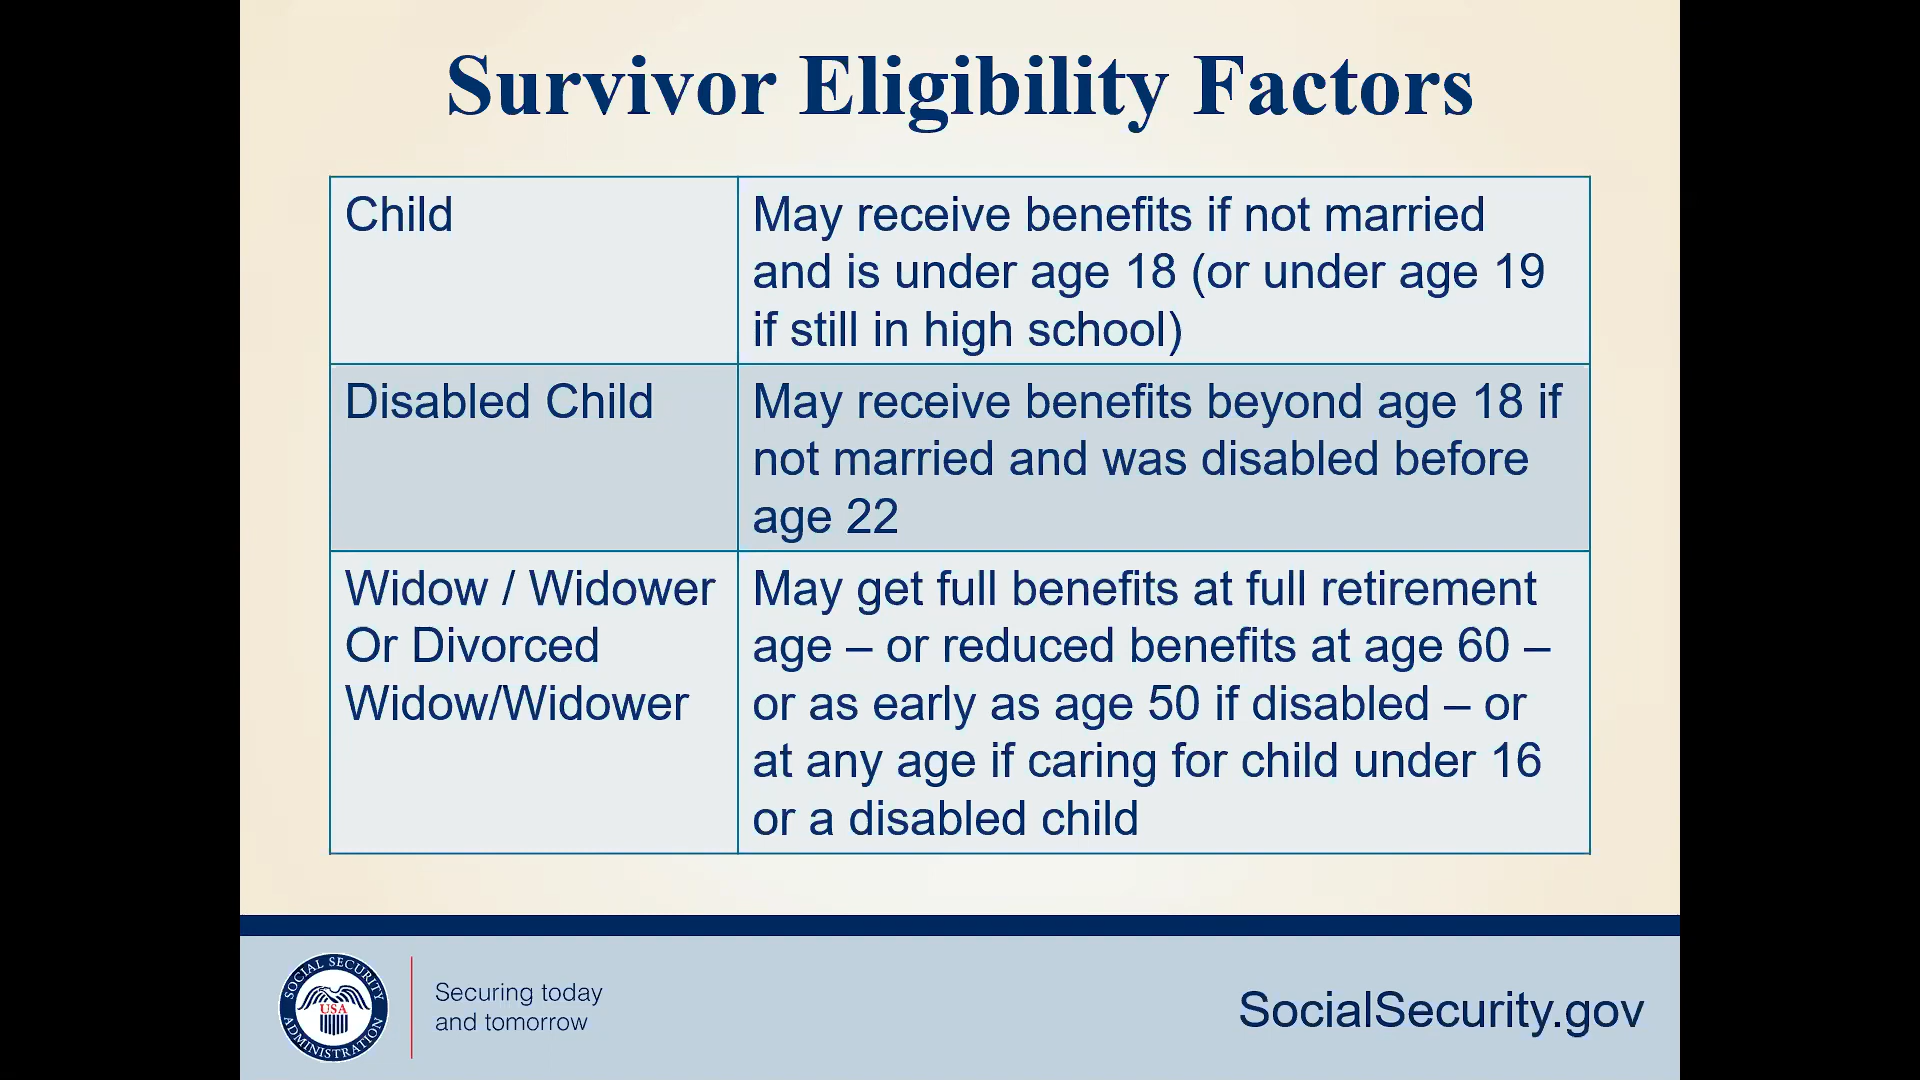 Survivor Eligibility Factors
Child
May receive benefits if not married
and is under age 18 (or under age 19
if still in high school)
Disabled Child
May receive benefits beyond age 18 if
not married and was disabled before
age 22
Widow / Widower
Or Divorced
Widow/Widower
May get full benefits at full retirement
age – or reduced benefits at age 60 –
or as early as age 50 if disabled – or
at any age if caring for child under 16
or a disabled child
SOCIAL SECURITY
USA
ADMINISTRATION
Securing today
and tomorrow
SocialSecurity.gov